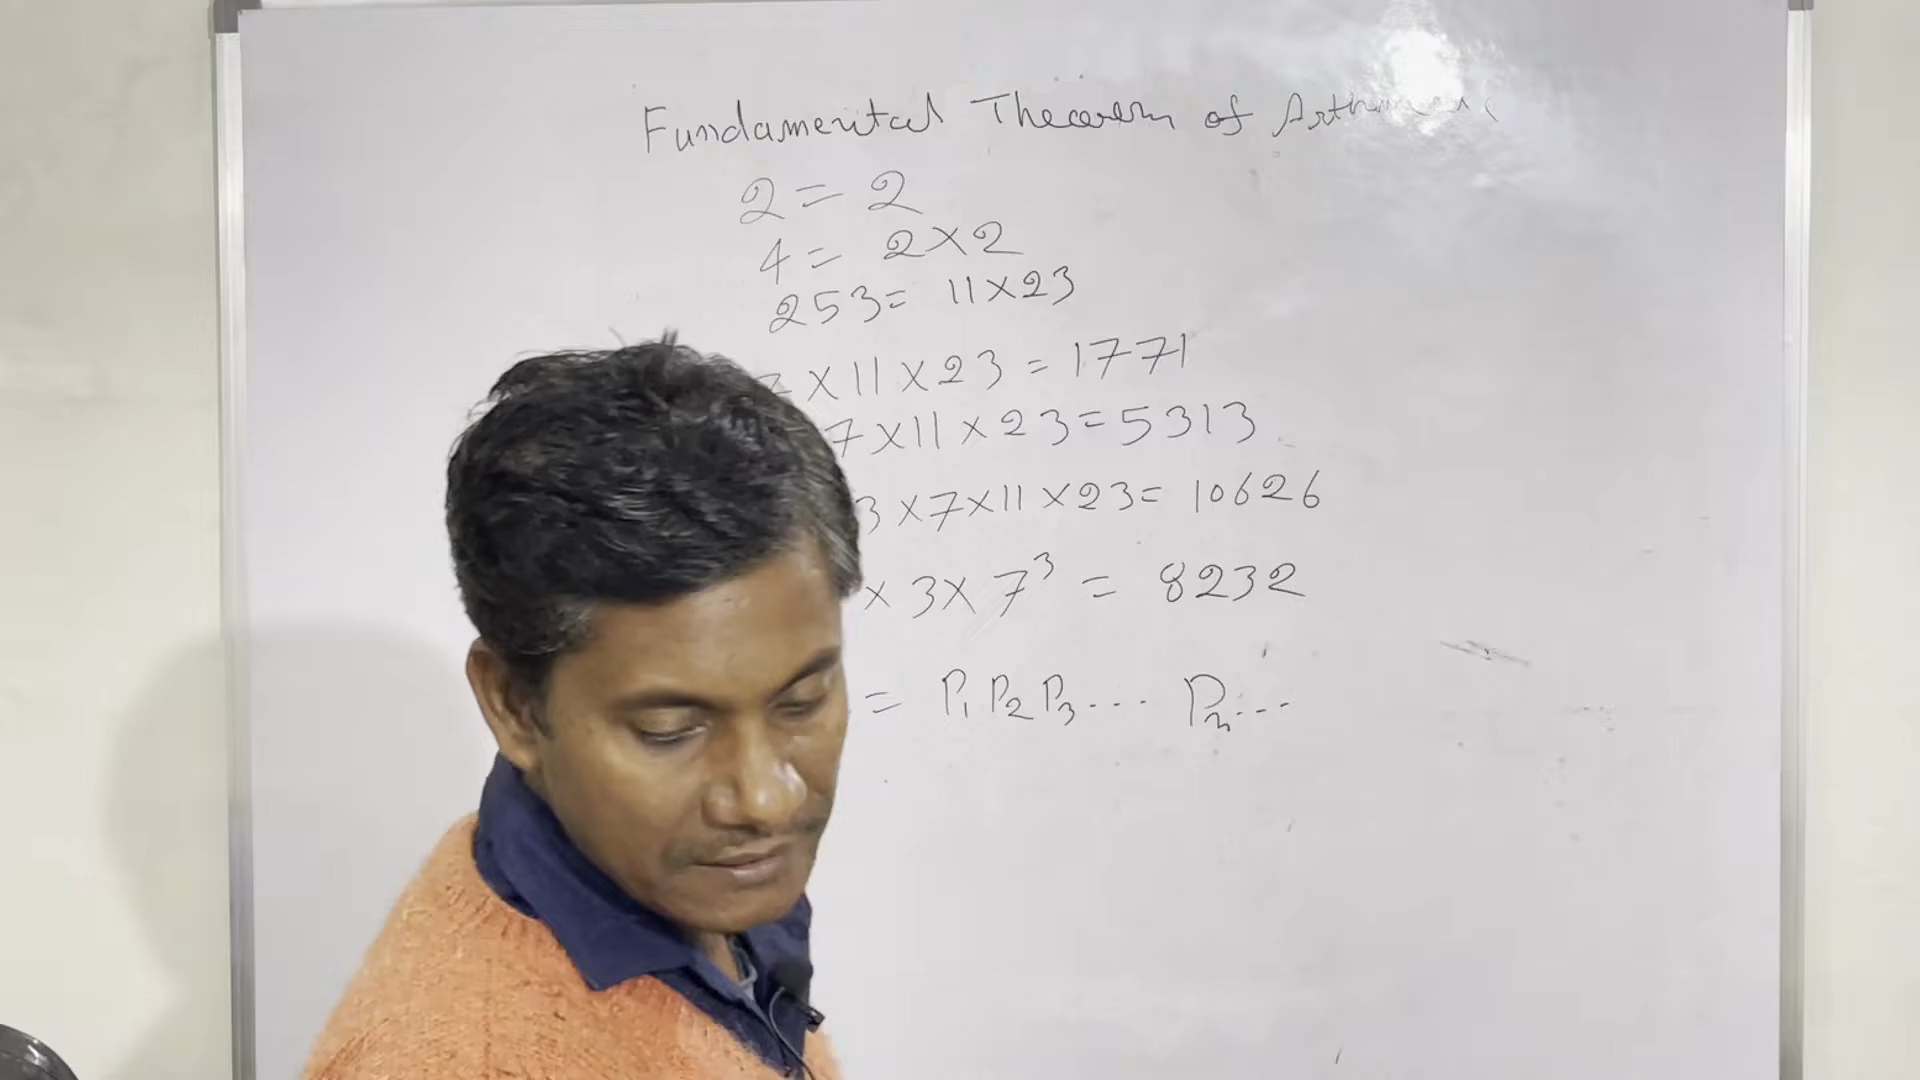 Fundamental Theorem of
2 = 2
4 = 2×2
253 = 11×23
×11×23 = 1771
7×11×23 = 5313
3×7×11×23 = 10626
×3×7³ = 8232
= P₁P₂P₃... Pₙ...